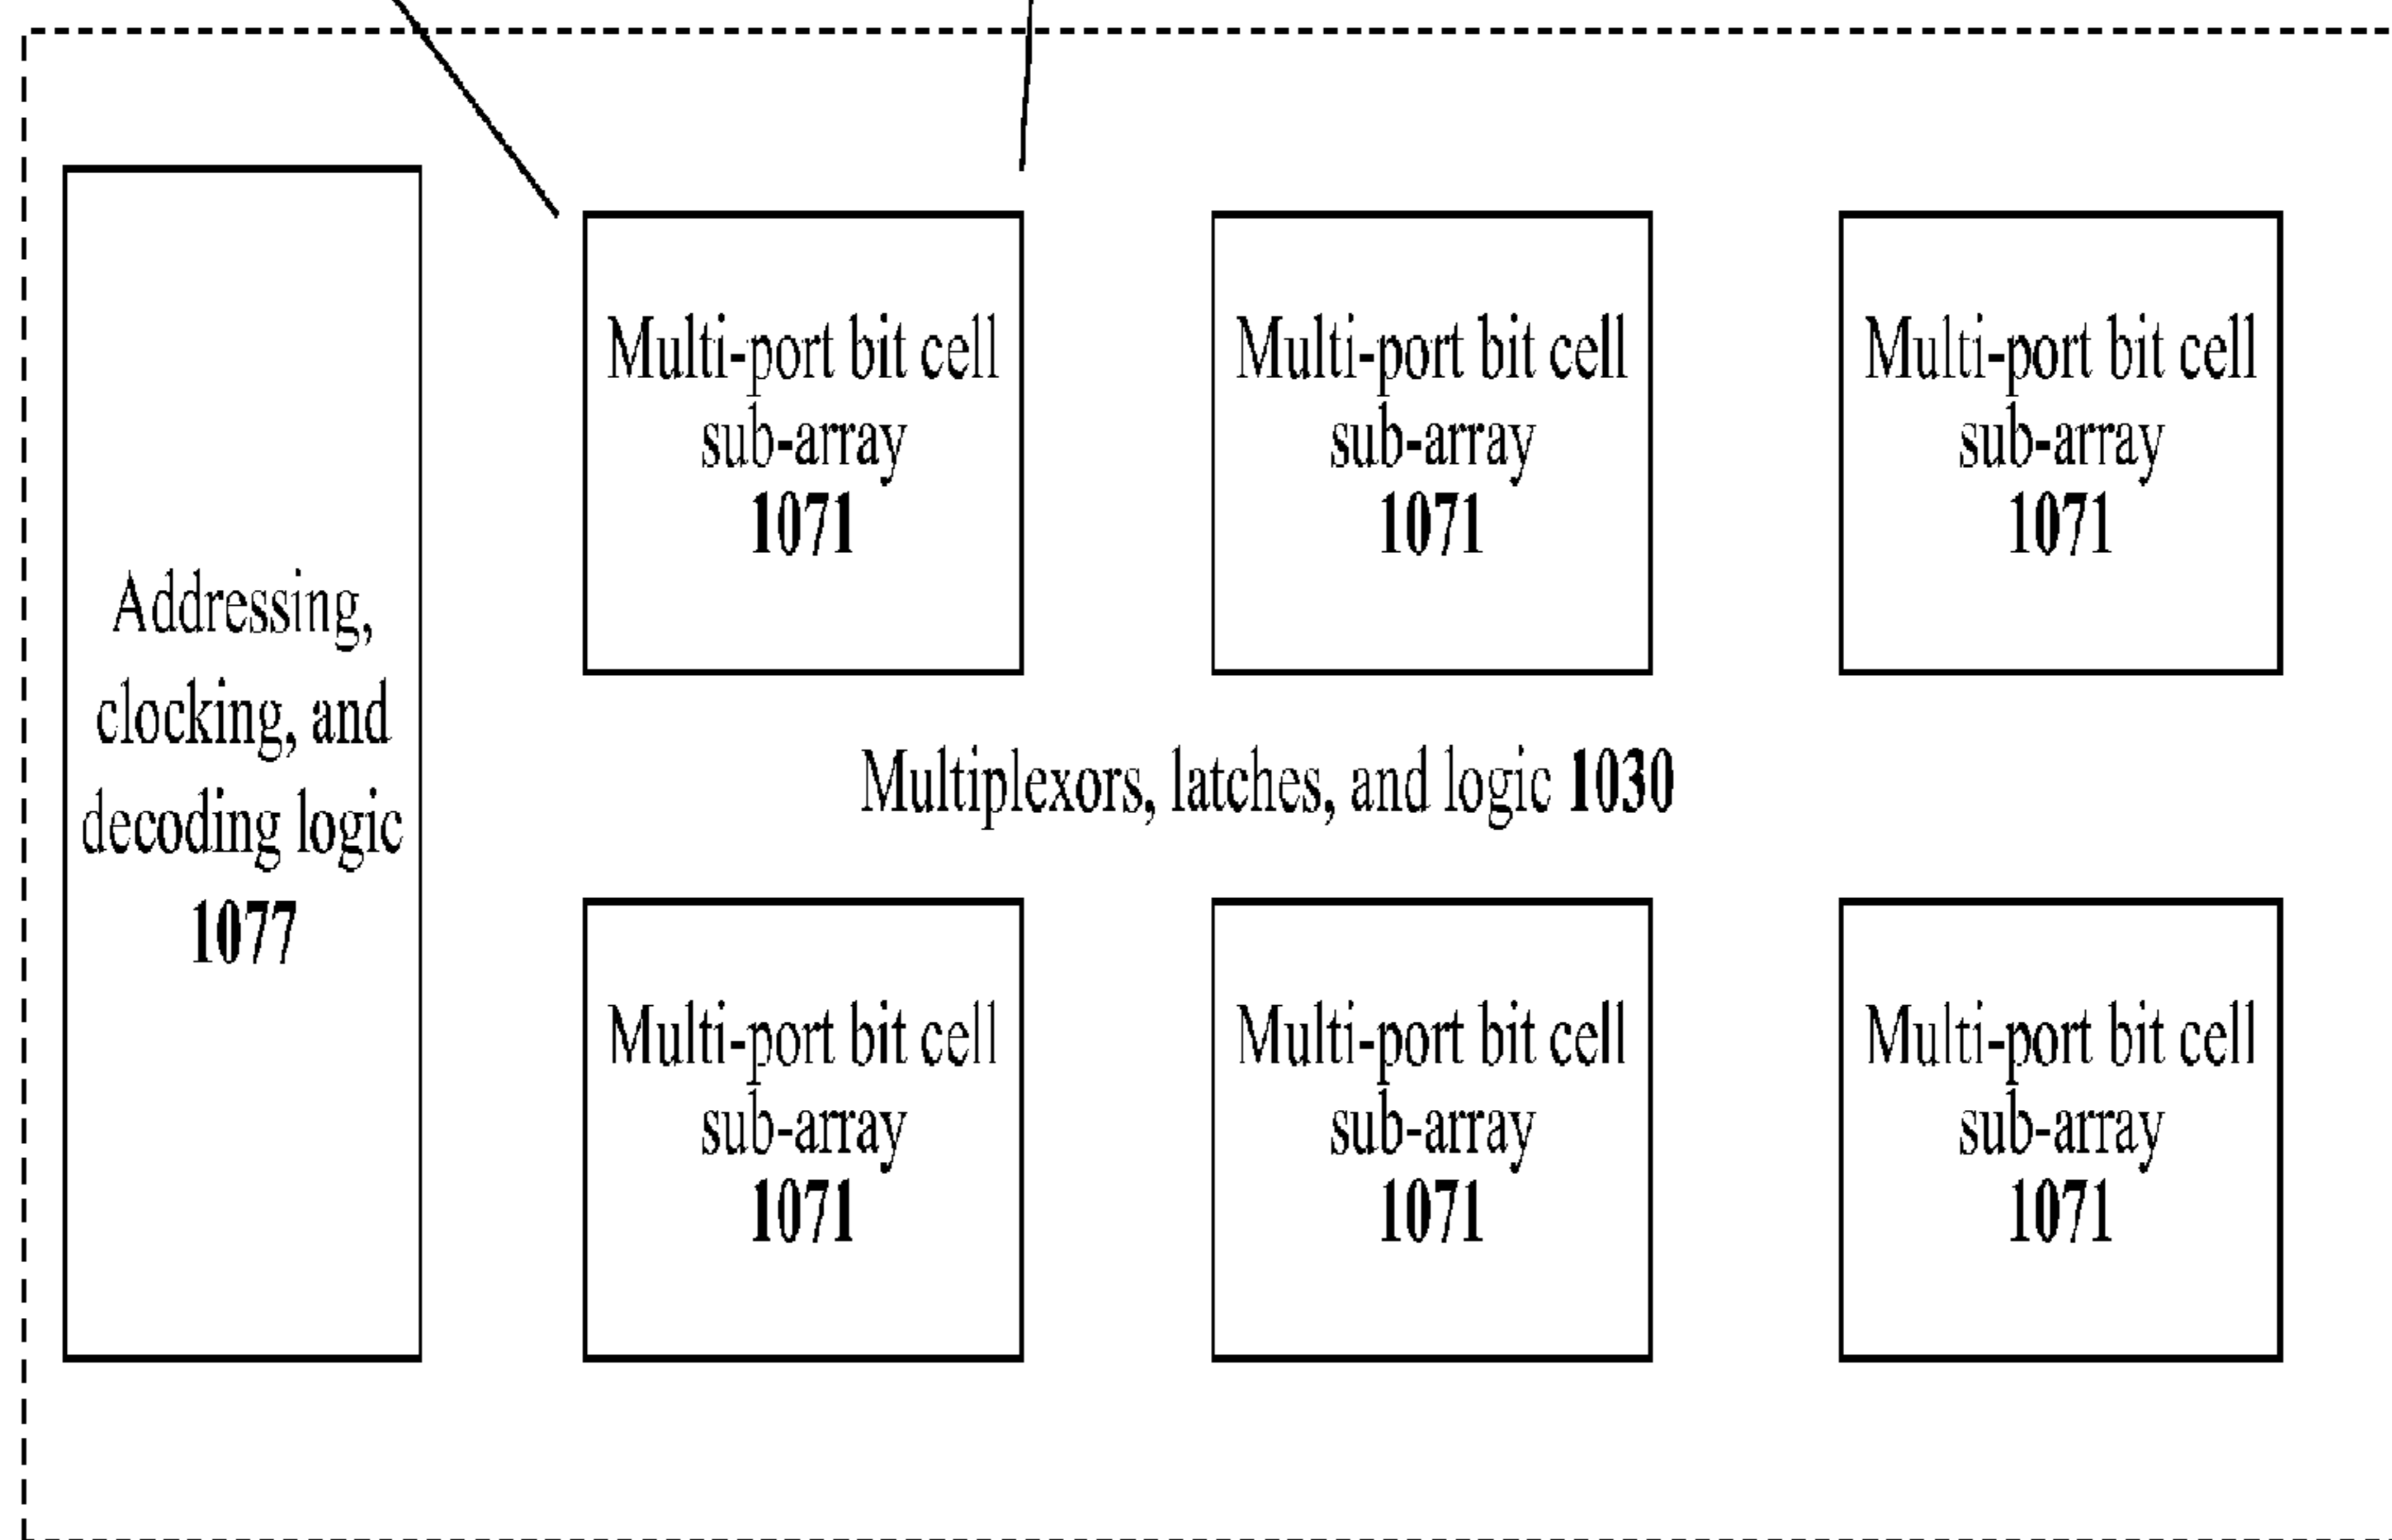 Addressing,
clocking, and
decoding logic
1077
Multi-port bit cell
sub-array
1071
Multi-port bit cell
sub-array
1071
Multi-port bit cell
sub-array
1071
Multiplexors, latches, and logic 1030
Multi-port bit cell
sub-array
1071
Multi-port bit cell
sub-array
1071
Multi-port bit cell
sub-array
1071